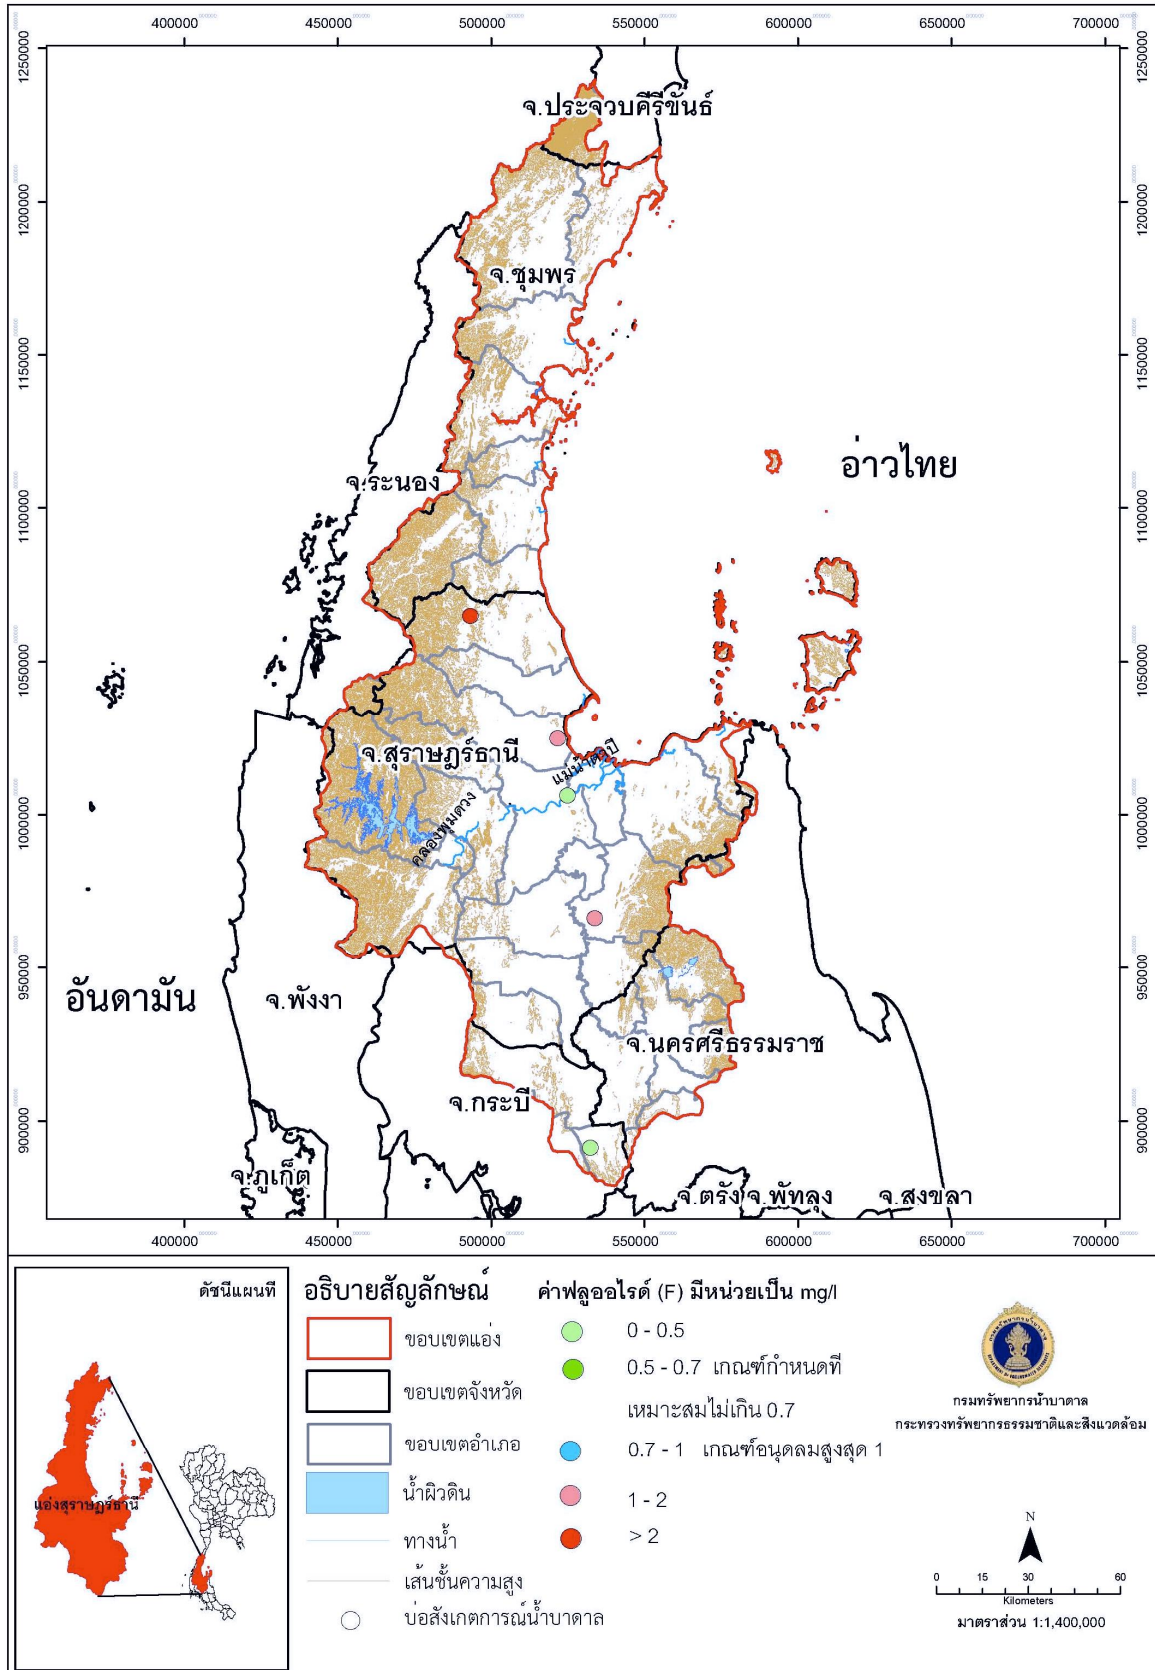 400000 450000 500000 550000 600000 650000 700000
1250000 1250000
1200000 1200000
1150000 1150000
1100000 1100000
1050000 1050000
1000000 1000000
950000 950000
900000 900000
จ.ประจวบคีรีขันธ์
จ.ชุมพร
อ่าวไทย
จ.ระนอง
จ.สุราษฎร์ธานี
แม่น้ำตาปี
คลองพุมดวง
อันดามัน
จ.พังงา
จ.นครศรีธรรมราช
จ.กระบี่
จ.ภูเก็ต
จ.ตรัง จ.พัทลุง จ.สงขลา
400000 450000 500000 550000 600000 650000 700000
ดัชนีแผนที่
แอ่งสุราษฎร์ธานี
อธิบายสัญลักษณ์
ขอบเขตแอ่ง
ขอบเขตจังหวัด
ขอบเขตอำเภอ
น้ำผิวดิน
ทางน้ำ
เส้นชั้นความสูง
บ่อสังเกตการณ์น้ำบาดาล
ค่าฟลูออไรด์ (F) มีหน่วยเป็น mg/l
0 - 0.5
0.5 - 0.7 เกณฑ์กำหนดที่
เหมาะสมไม่เกิน 0.7
0.7 - 1 เกณฑ์อนุดลมสูงสุด 1
1 - 2
> 2
กรมทรัพยากรน้ำบาดาล
กระทรวงทรัพยากรธรรมชาติและสิ่งแวดล้อม
N
0 15 30 60
Kilometers
มาตราส่วน 1:1,400,000